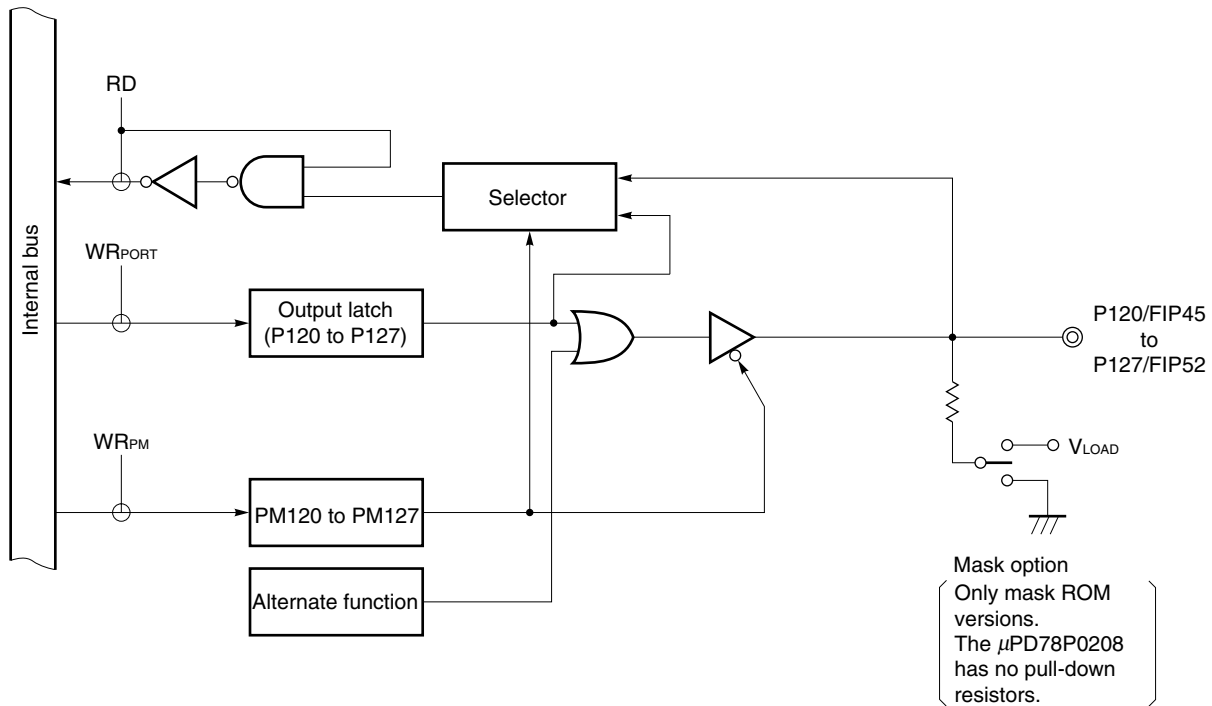 RD
Internal bus
Selector
WRPORT
Output latch
(P120 to P127)
P120/FIP45
to
P127/FIP52
WRPM
VLOAD
PM120 to PM127
Alternate function
Mask option
Only mask ROM
versions.
The μPD78P0208
has no pull-down
resistors.